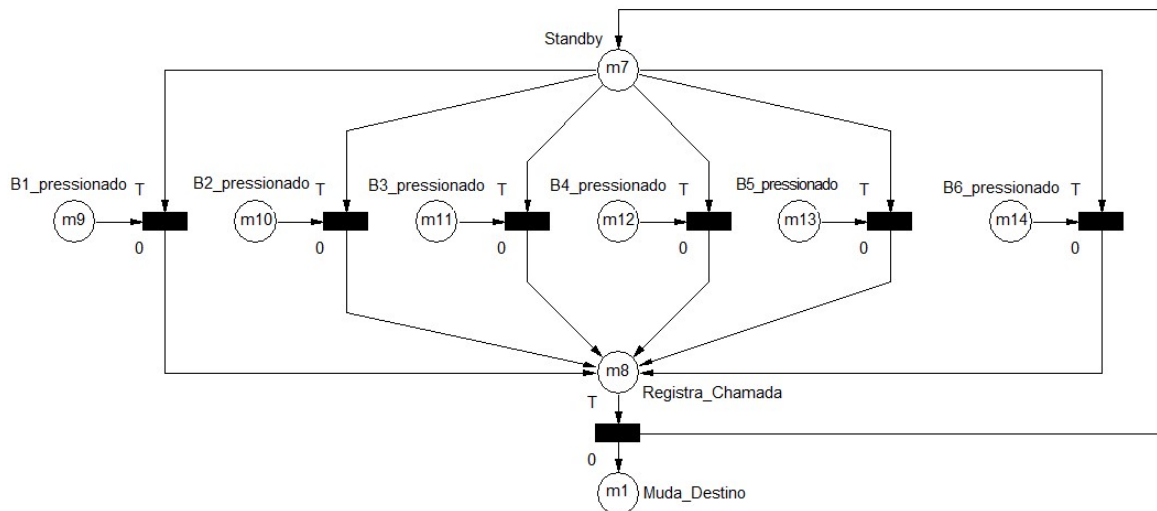 Standby
m7
B1_pressionado T
B2_pressionado T
B3_pressionado T
B4_pressionado T
B5_pressionado T
B6_pressionado T
m9
m10
m11
m12
m13
m14
0
0
0
0
0
0
m8
Registra_Chamada
T
0
m1
Muda_Destino